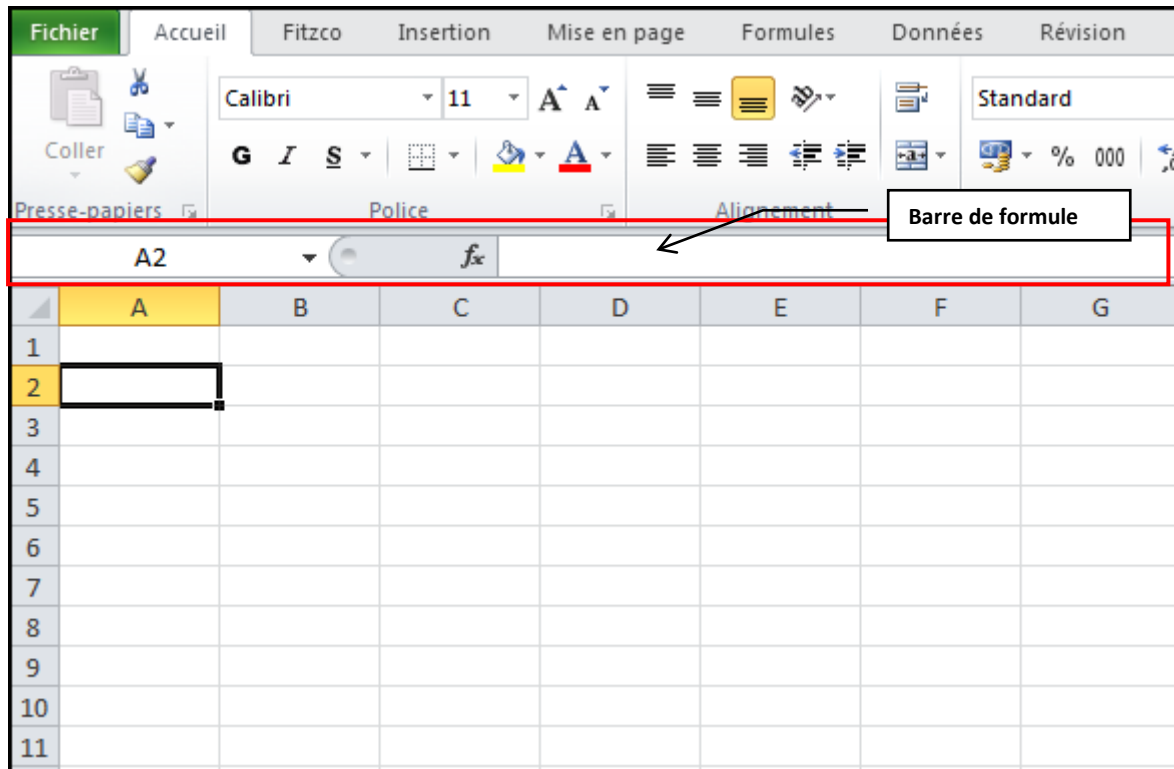 Fichier Accueil Fitzco Insertion Mise en page Formules Données Révision
Calibri 11 A A Standard
Coller G I S A % 000
Presse-papiers Police Alignement
Barre de formule
A2 fx
A B C D E F G
1
2
3
4
5
6
7
8
9
10
11